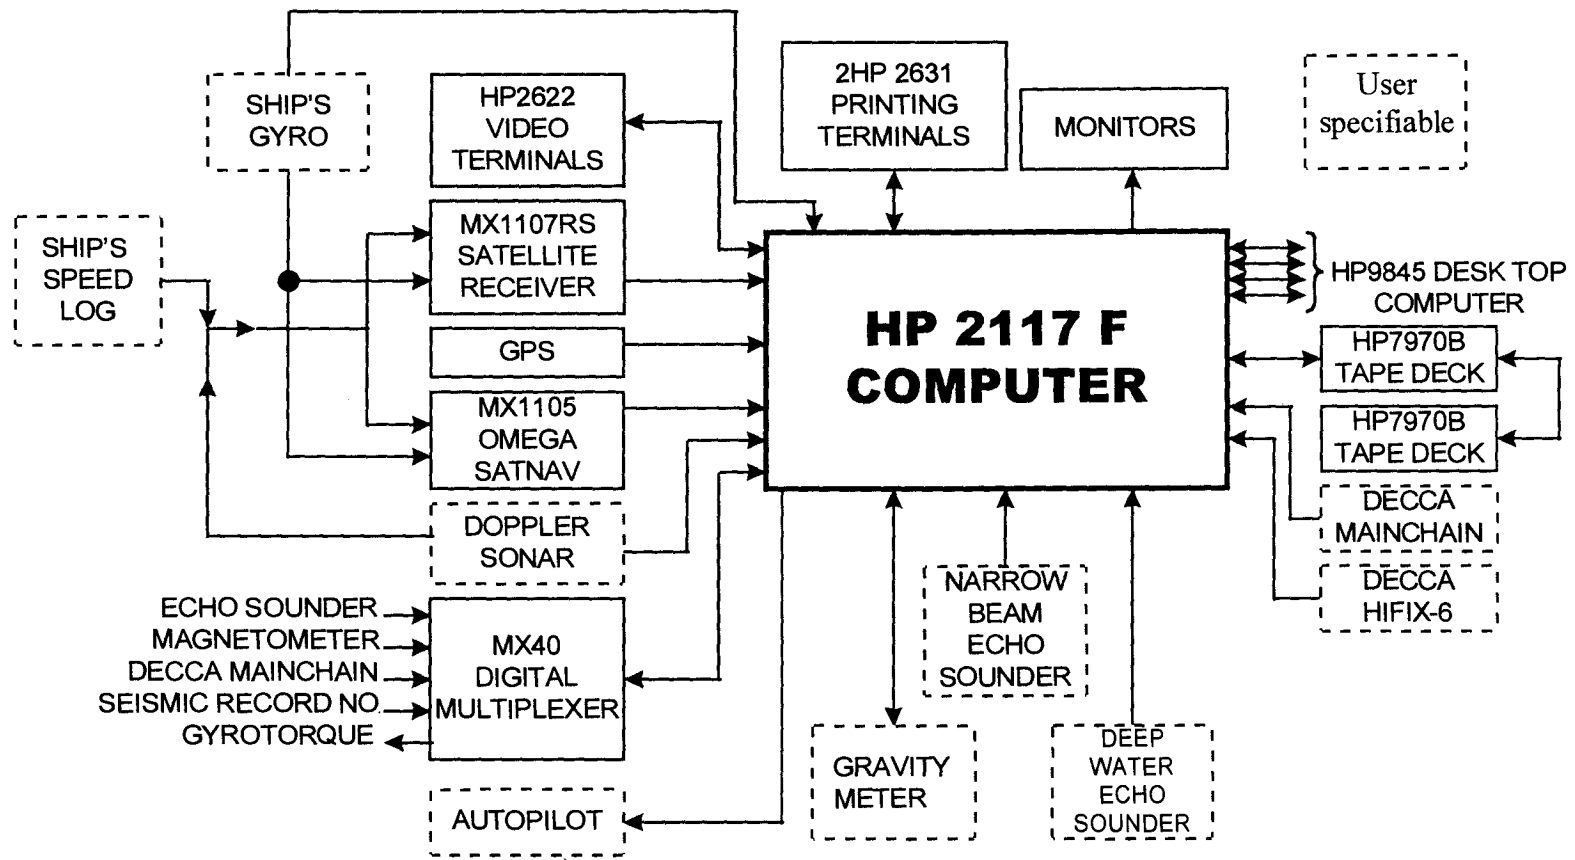 SHIP'S
GYRO
HP2622
VIDEO
TERMINALS
2HP 2631
PRINTING
TERMINALS
MONITORS
User
specifiable
SHIP'S
SPEED
LOG
MX1107RS
SATELLITE
RECEIVER
GPS
MX1105
OMEGA
SATNAV
DOPPLER
SONAR
HP 2117 F
COMPUTER
HP9845 DESK TOP
COMPUTER
HP7970B
TAPE DECK
HP7970B
TAPE DECK
DECCA
MAINCHAIN
DECCA
HIFIX-6
ECHO SOUNDER
MAGNETOMETER
DECCA MAINCHAIN
SEISMIC RECORD NO.
GYROTORQUE
MX40
DIGITAL
MULTIPLEXER
AUTOPILOT
NARROW
BEAM
ECHO
SOUNDER
GRAVITY
METER
DEEP
WATER
ECHO
SOUNDER